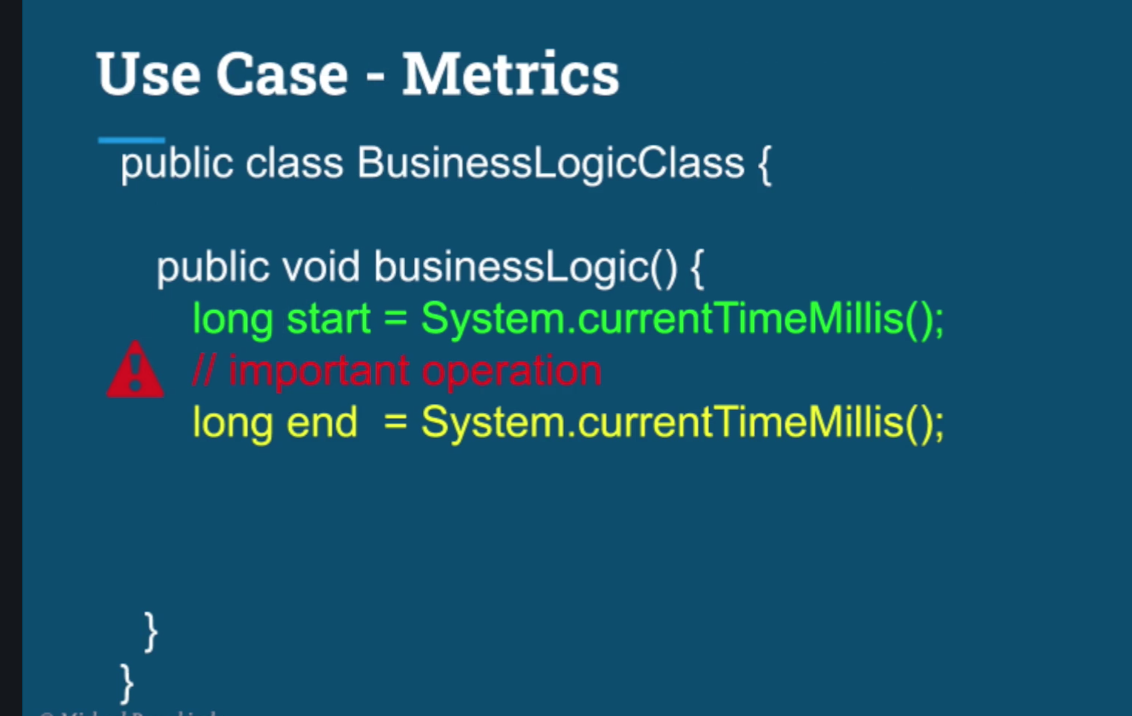 Use Case - Metrics
public class BusinessLogicClass {
public void businessLogic() {
long start = System.currentTimeMillis();
// important operation
long end  = System.currentTimeMillis();
}
}